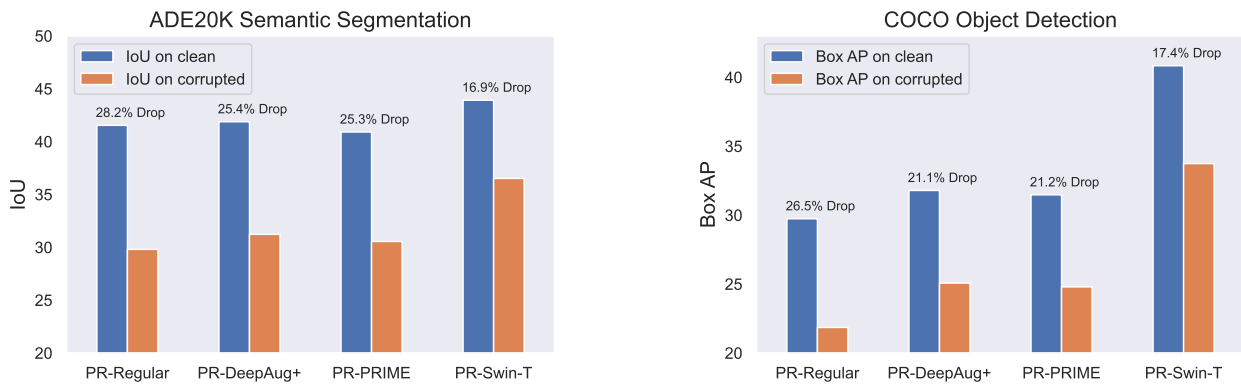 ADE20K Semantic Segmentation
50
45
40
35
30
25
20
IoU
IoU on clean
IoU on corrupted
28.2% Drop
25.4% Drop
25.3% Drop
16.9% Drop
PR-Regular
PR-DeepAug+
PR-PRIME
PR-Swin-T
COCO Object Detection
40
35
30
25
20
Box AP
Box AP on clean
Box AP on corrupted
26.5% Drop
21.1% Drop
21.2% Drop
17.4% Drop
PR-Regular
PR-DeepAug+
PR-PRIME
PR-Swin-T